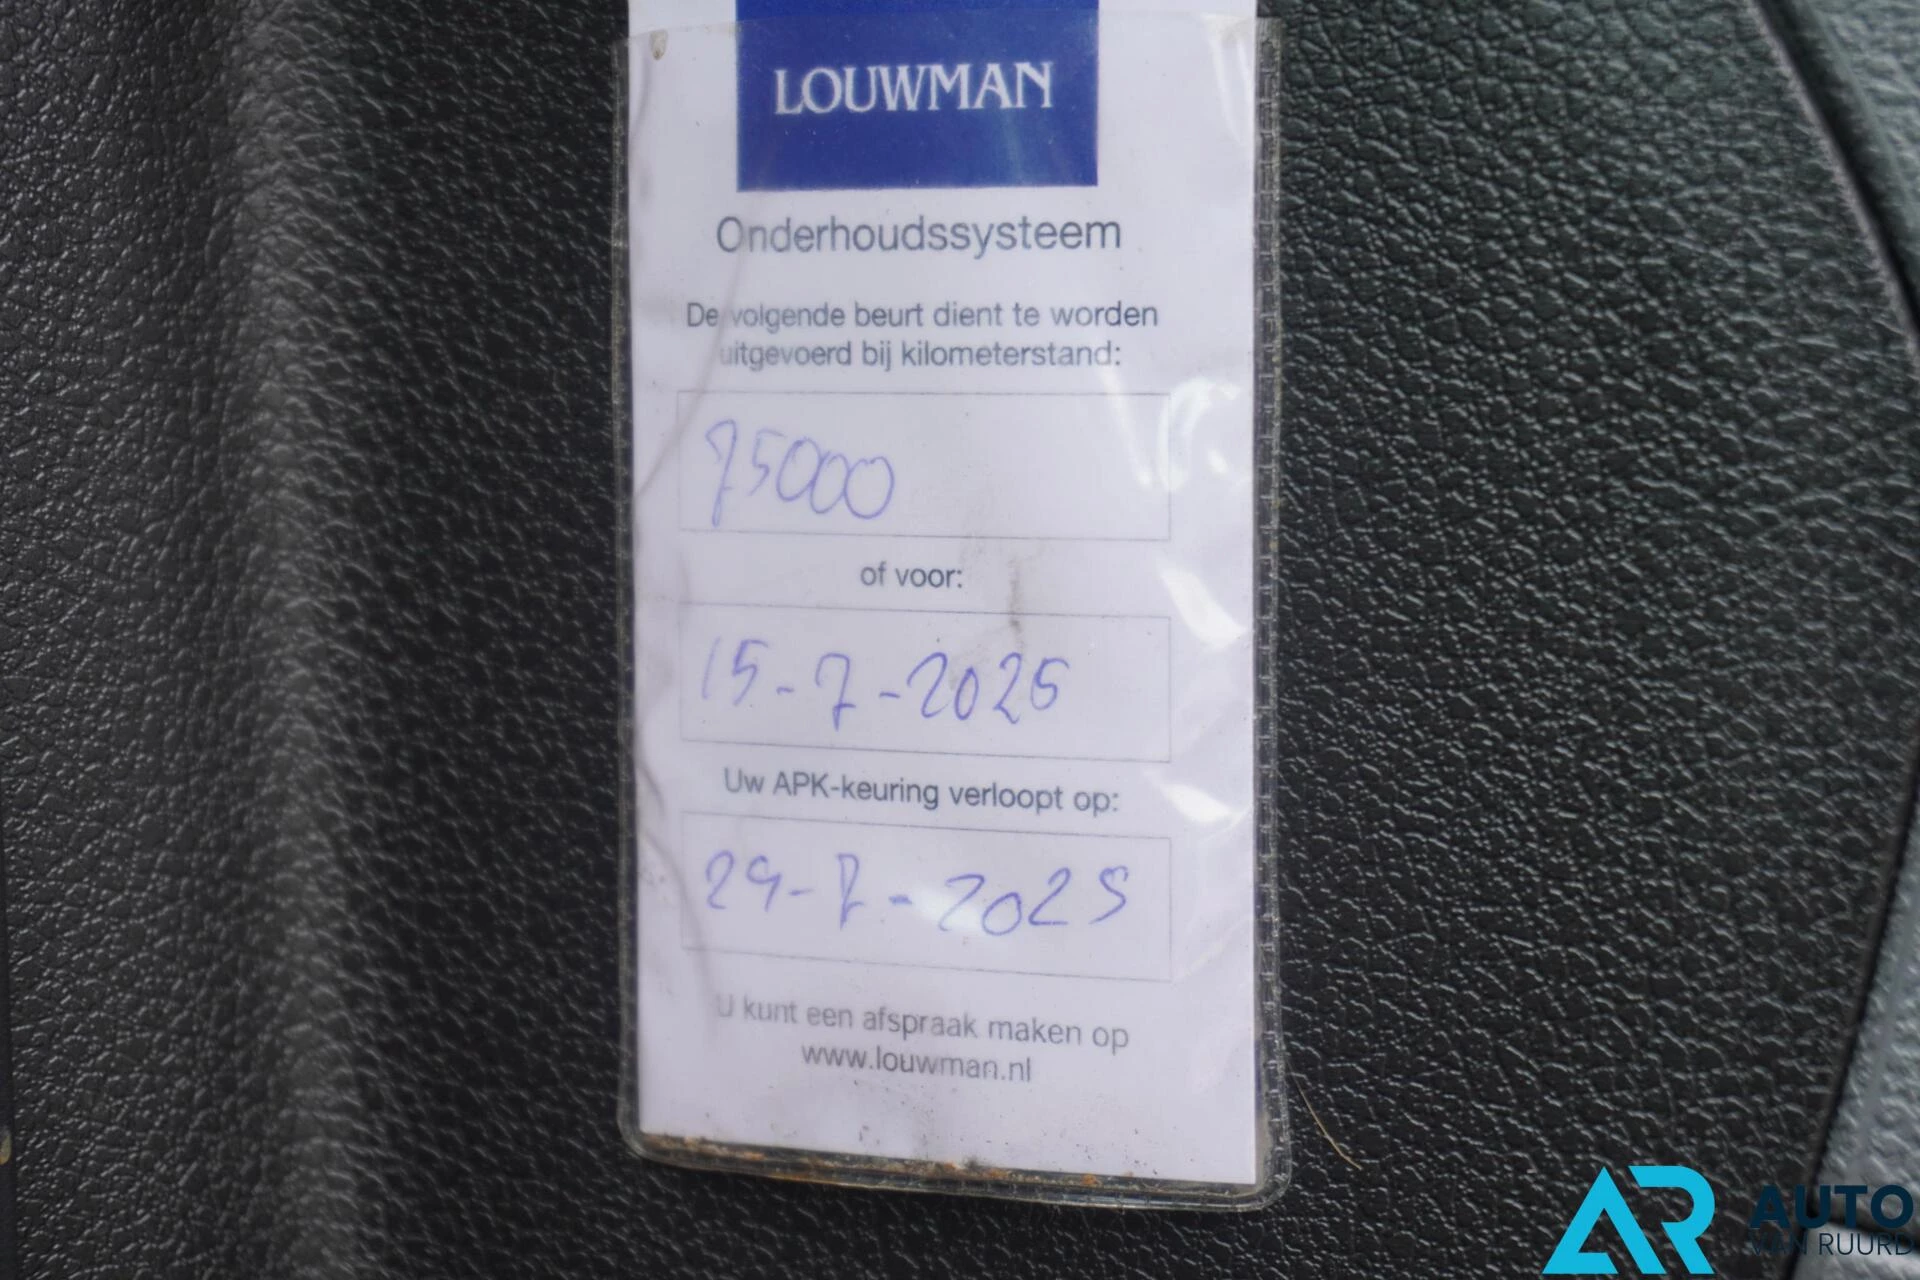 LOUWMAN
Onderhoudssysteem
De volgende beurt dient te worden
uitgevoerd bij kilometerstand:
75000
of voor:
15-7-2025
Uw APK-keuring verloopt op:
29-7-2025
U kunt een afspraak maken op
www.louwman.nl
AR AUTO
VAN RUURD